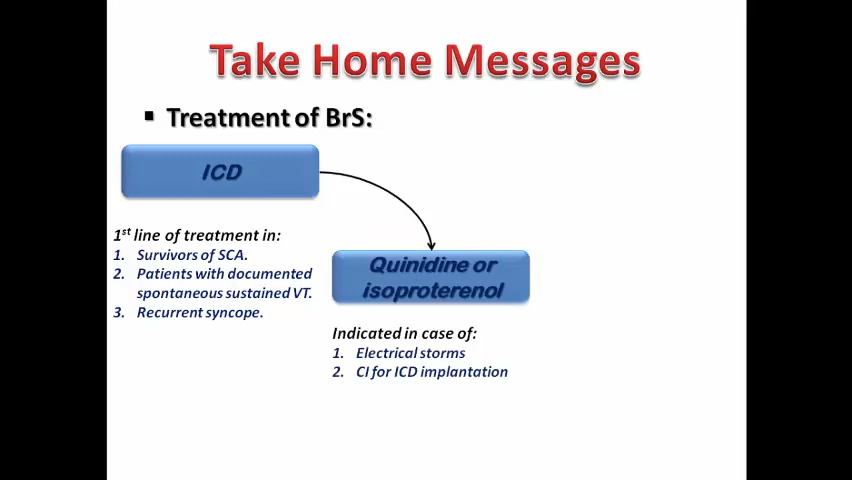 Take Home Messages
▪ Treatment of BrS:
ICD
1st line of treatment in:
1. Survivors of SCA.
2. Patients with documented
spontaneous sustained VT.
3. Recurrent syncope.
Quinidine or
isoproterenol
Indicated in case of:
1. Electrical storms
2. CI for ICD implantation